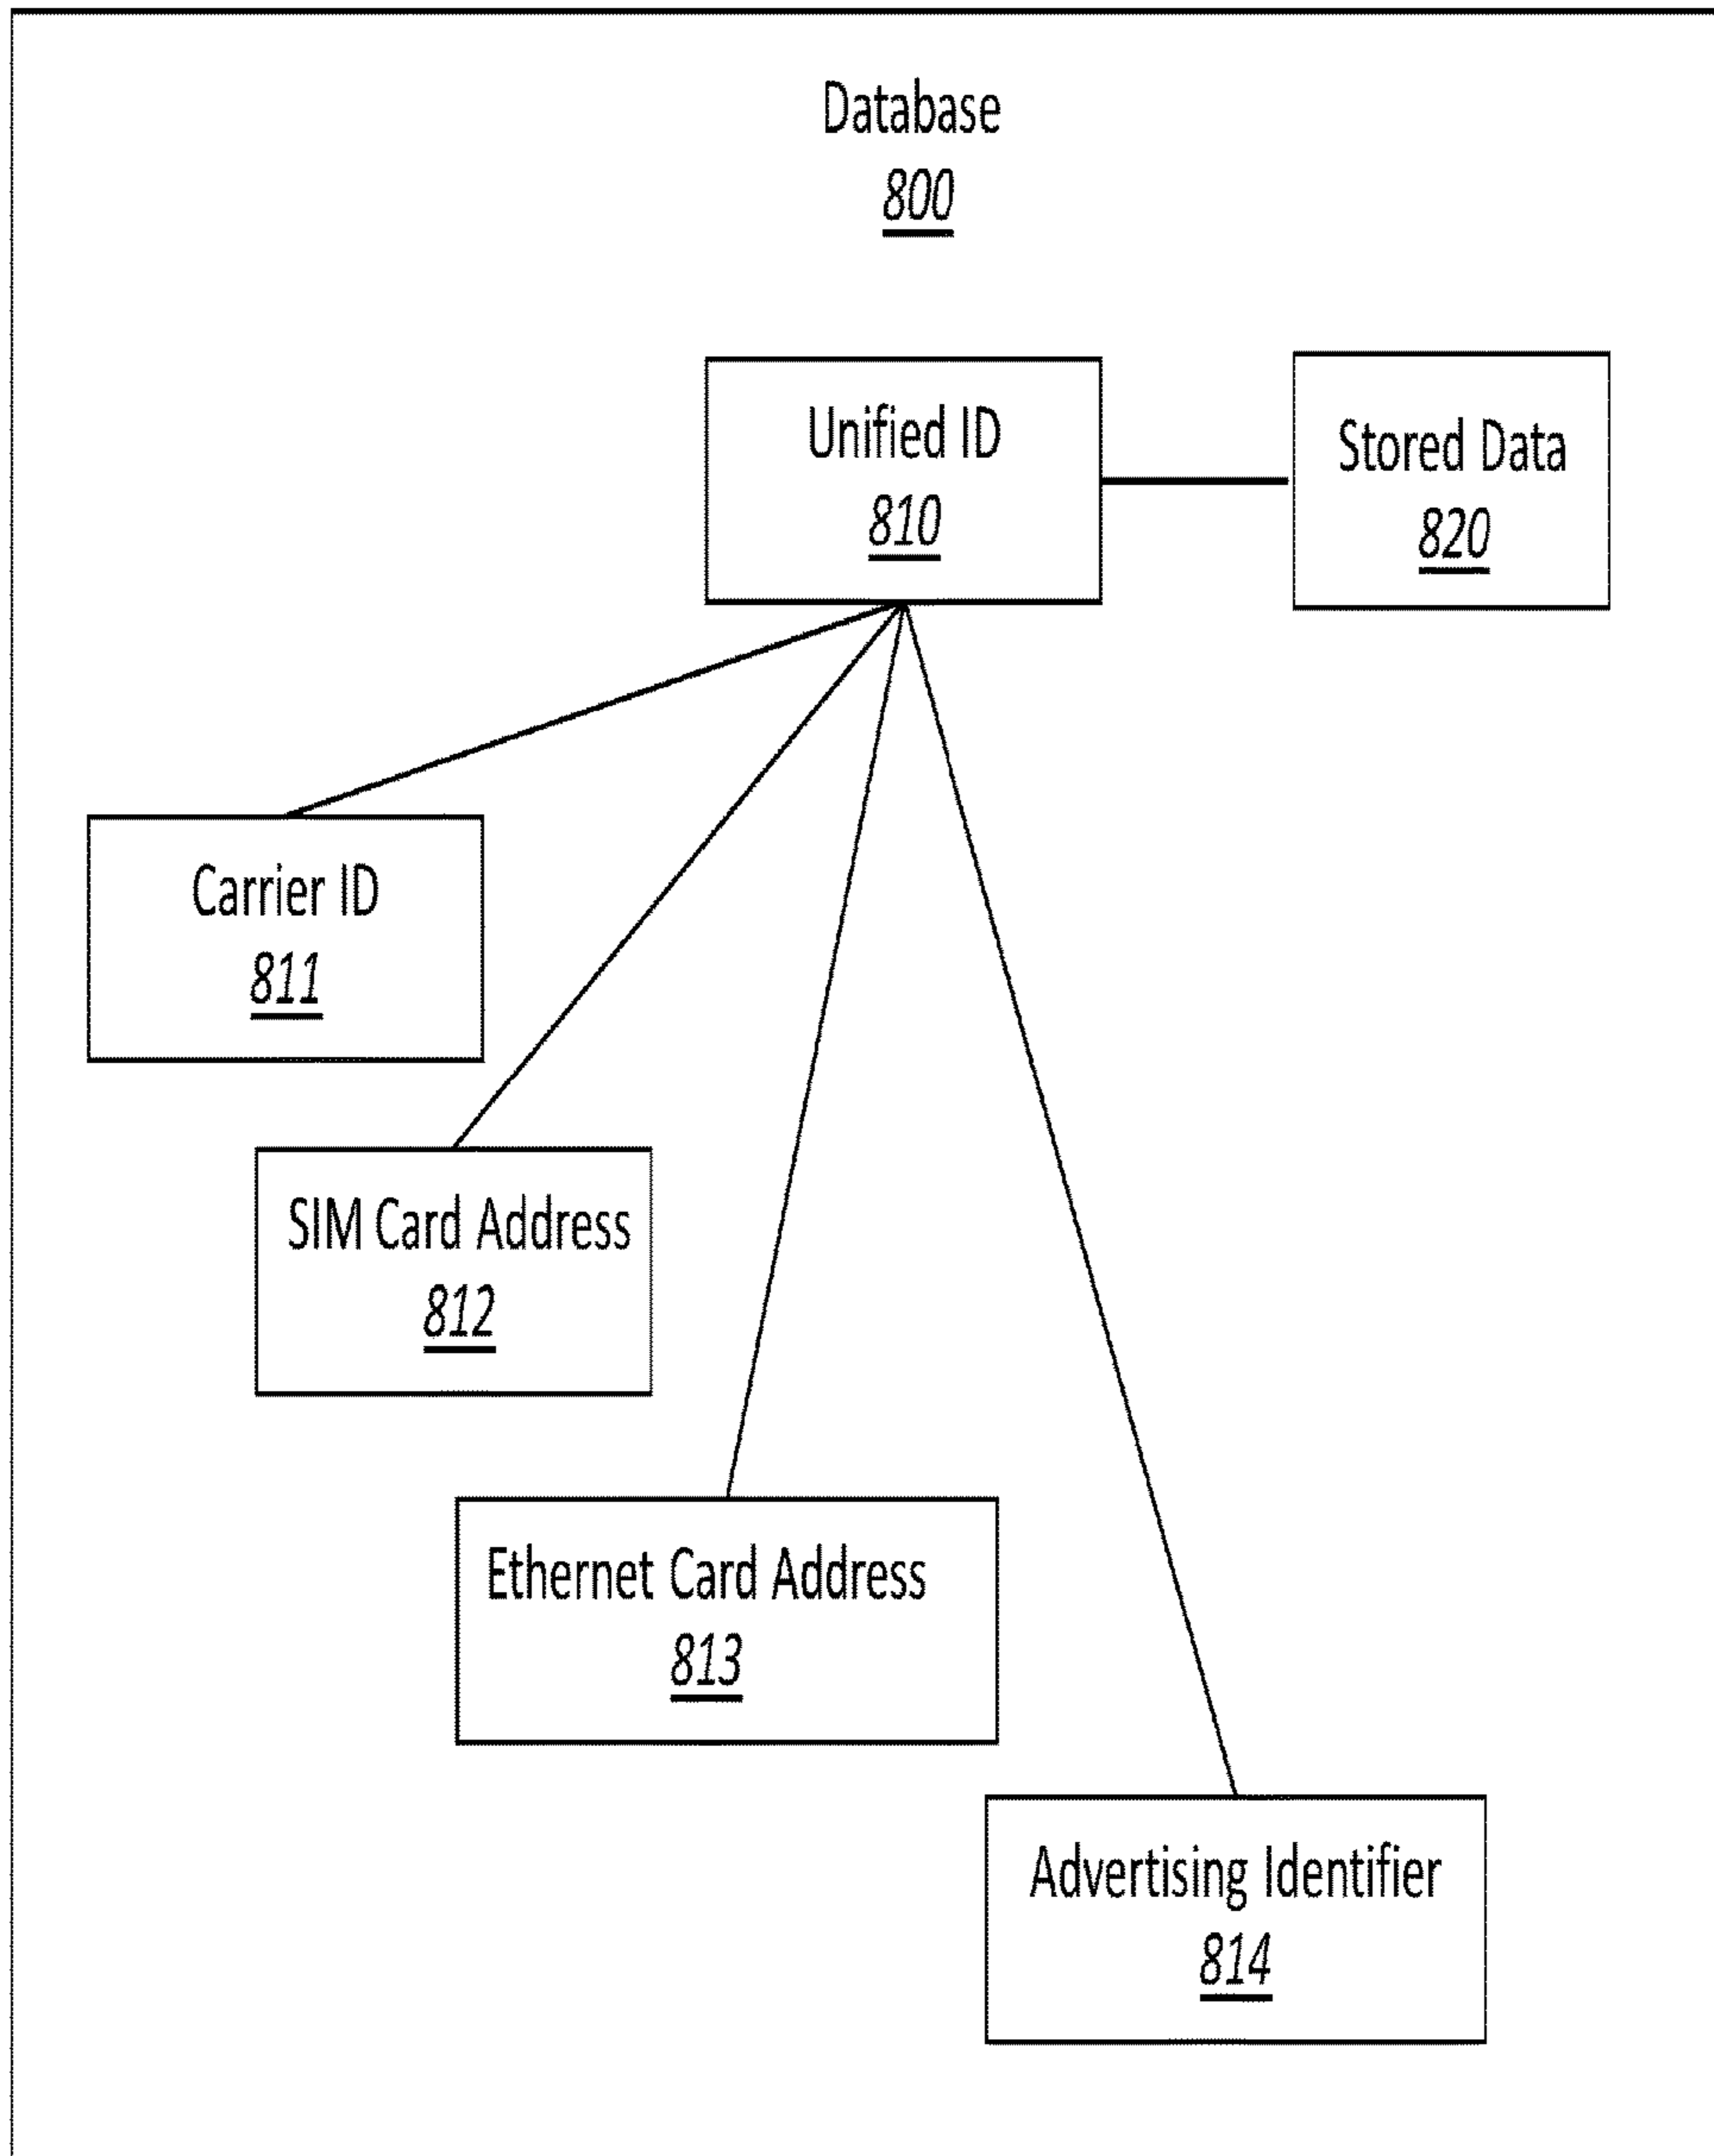 Database
800
Unified ID
810
Stored Data
820
Carrier ID
811
SIM Card Address
812
Ethernet Card Address
813
Advertising Identifier
814